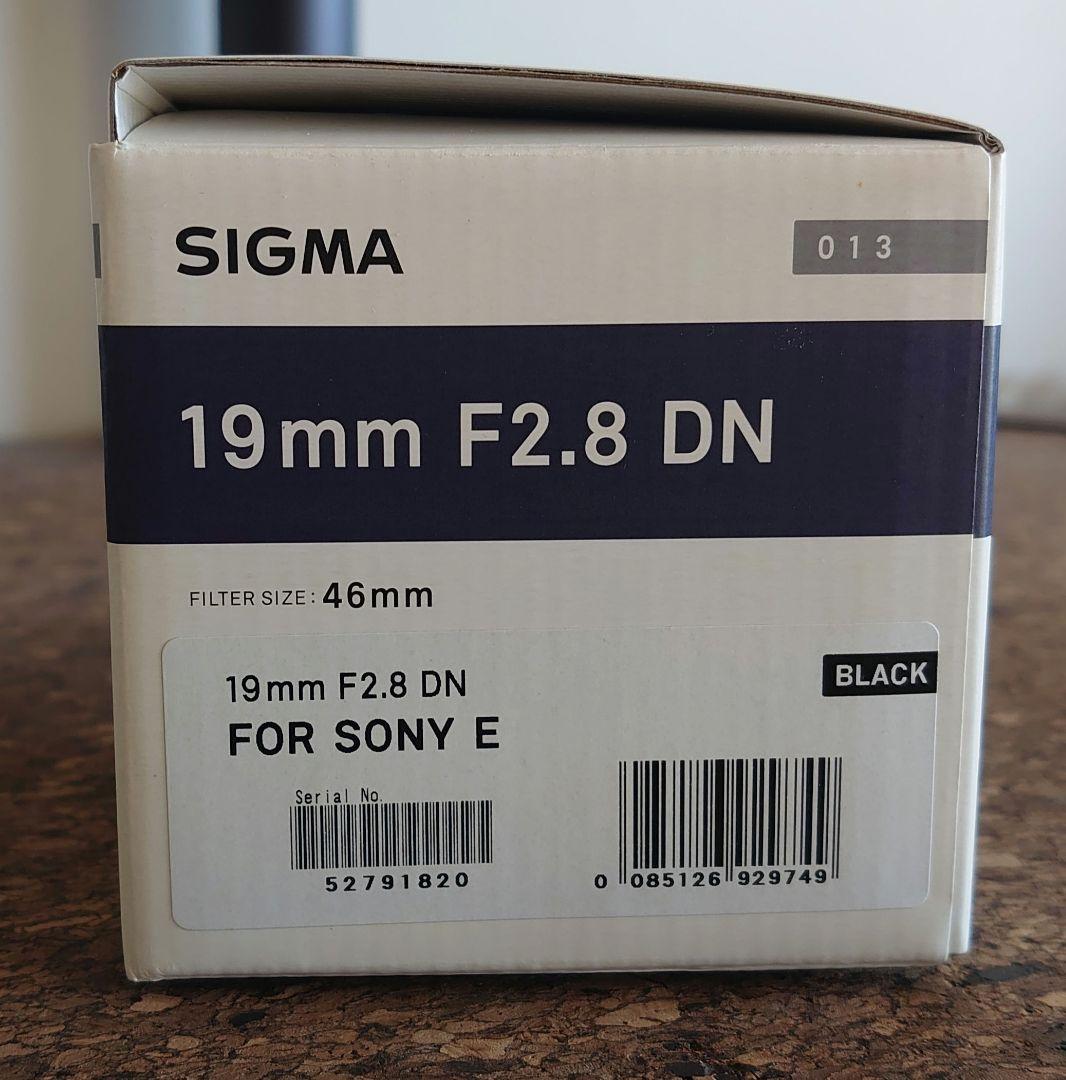 SIGMA
013
19mm F2.8 DN
FILTER SIZE: 46mm
19mm F2.8 DN
BLACK
FOR SONY E
Serial No.
52791820
0 085126 929749